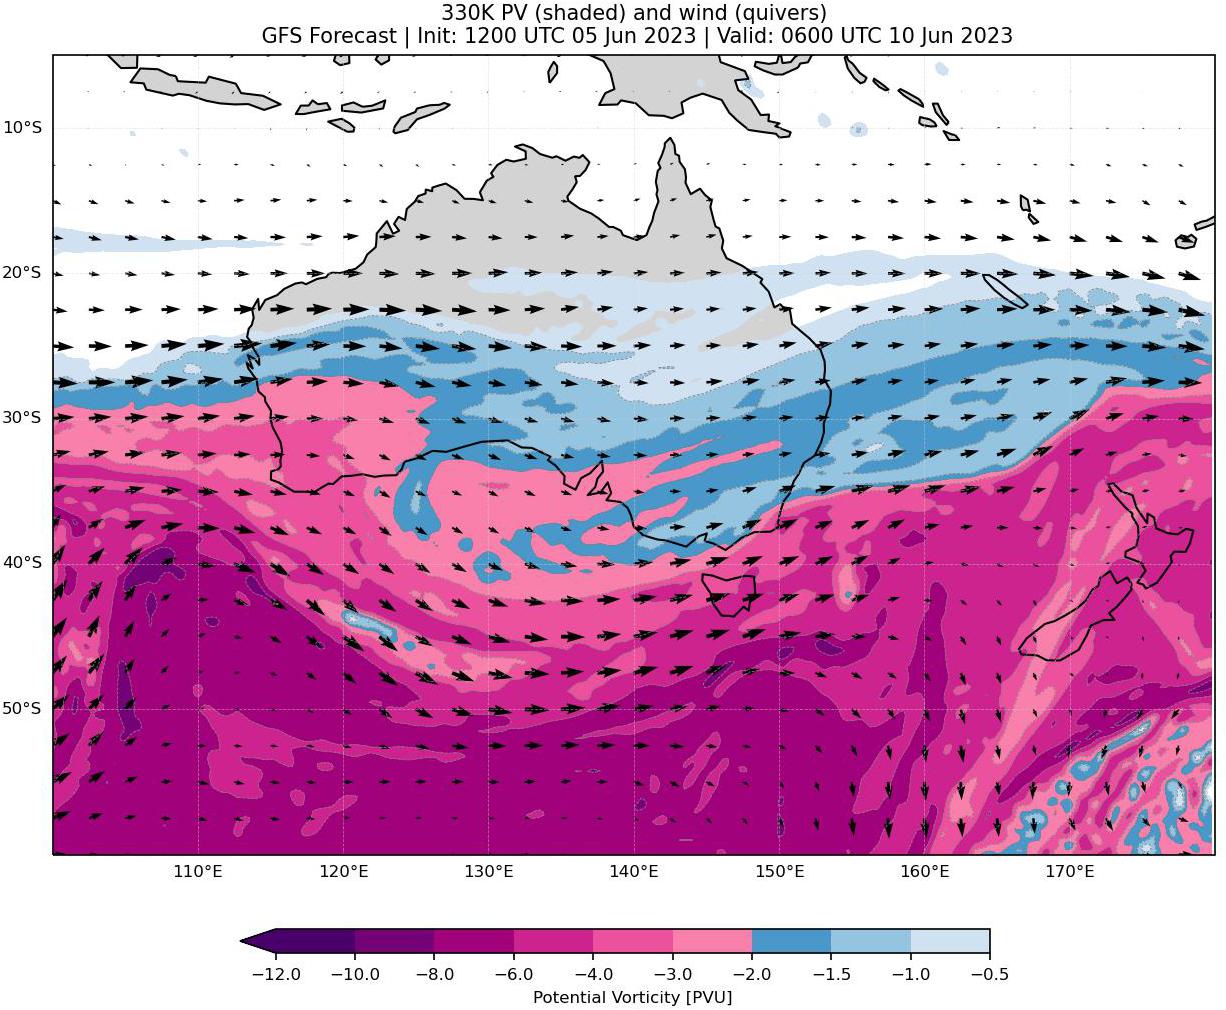 330K PV (shaded) and wind (quivers)
GFS Forecast | Init: 1200 UTC 05 Jun 2023 | Valid: 0600 UTC 10 Jun 2023
10°S
20°S
30°S
40°S
50°S
110°E 120°E 130°E 140°E 150°E 160°E 170°E
−12.0 −10.0 −8.0 −6.0 −4.0 −3.0 −2.0 −1.5 −1.0 −0.5
Potential Vorticity [PVU]